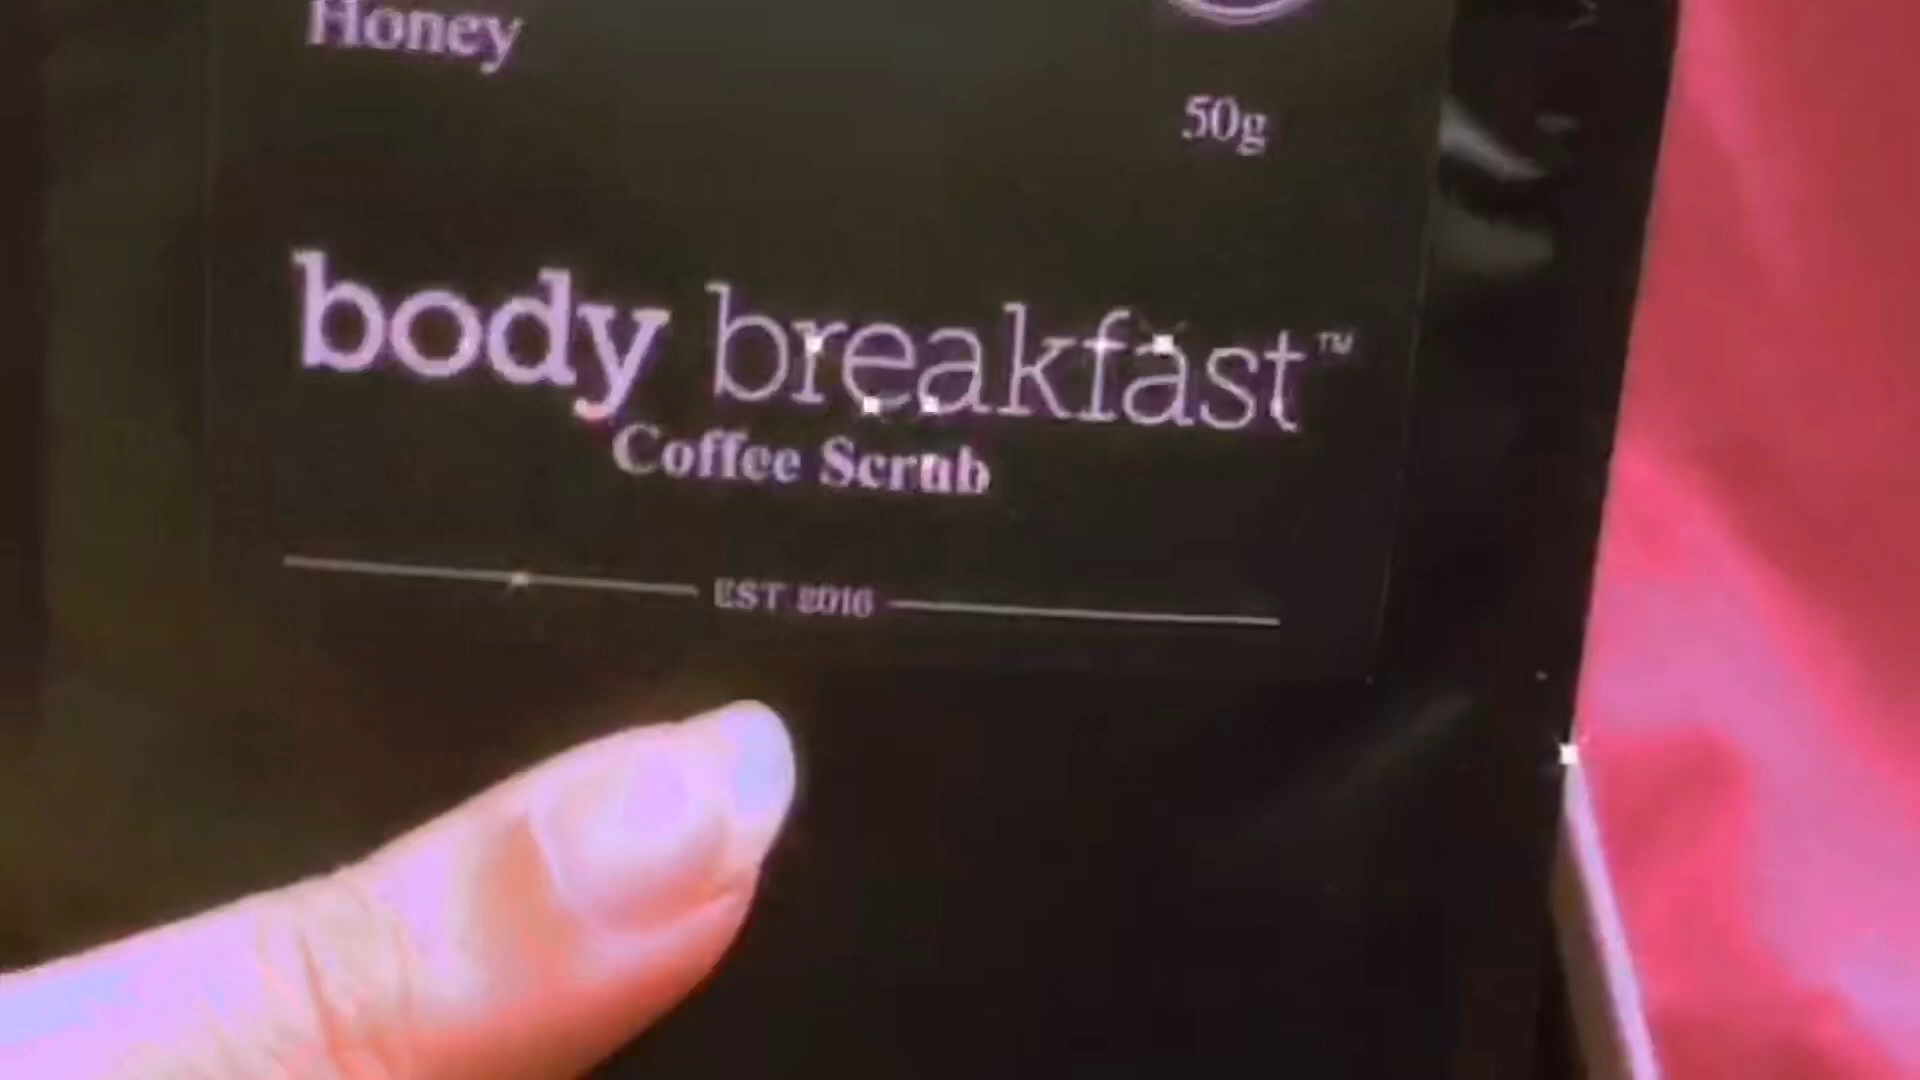 Honey
50g
body breakfast™
Coffee Scrub
EST 2016